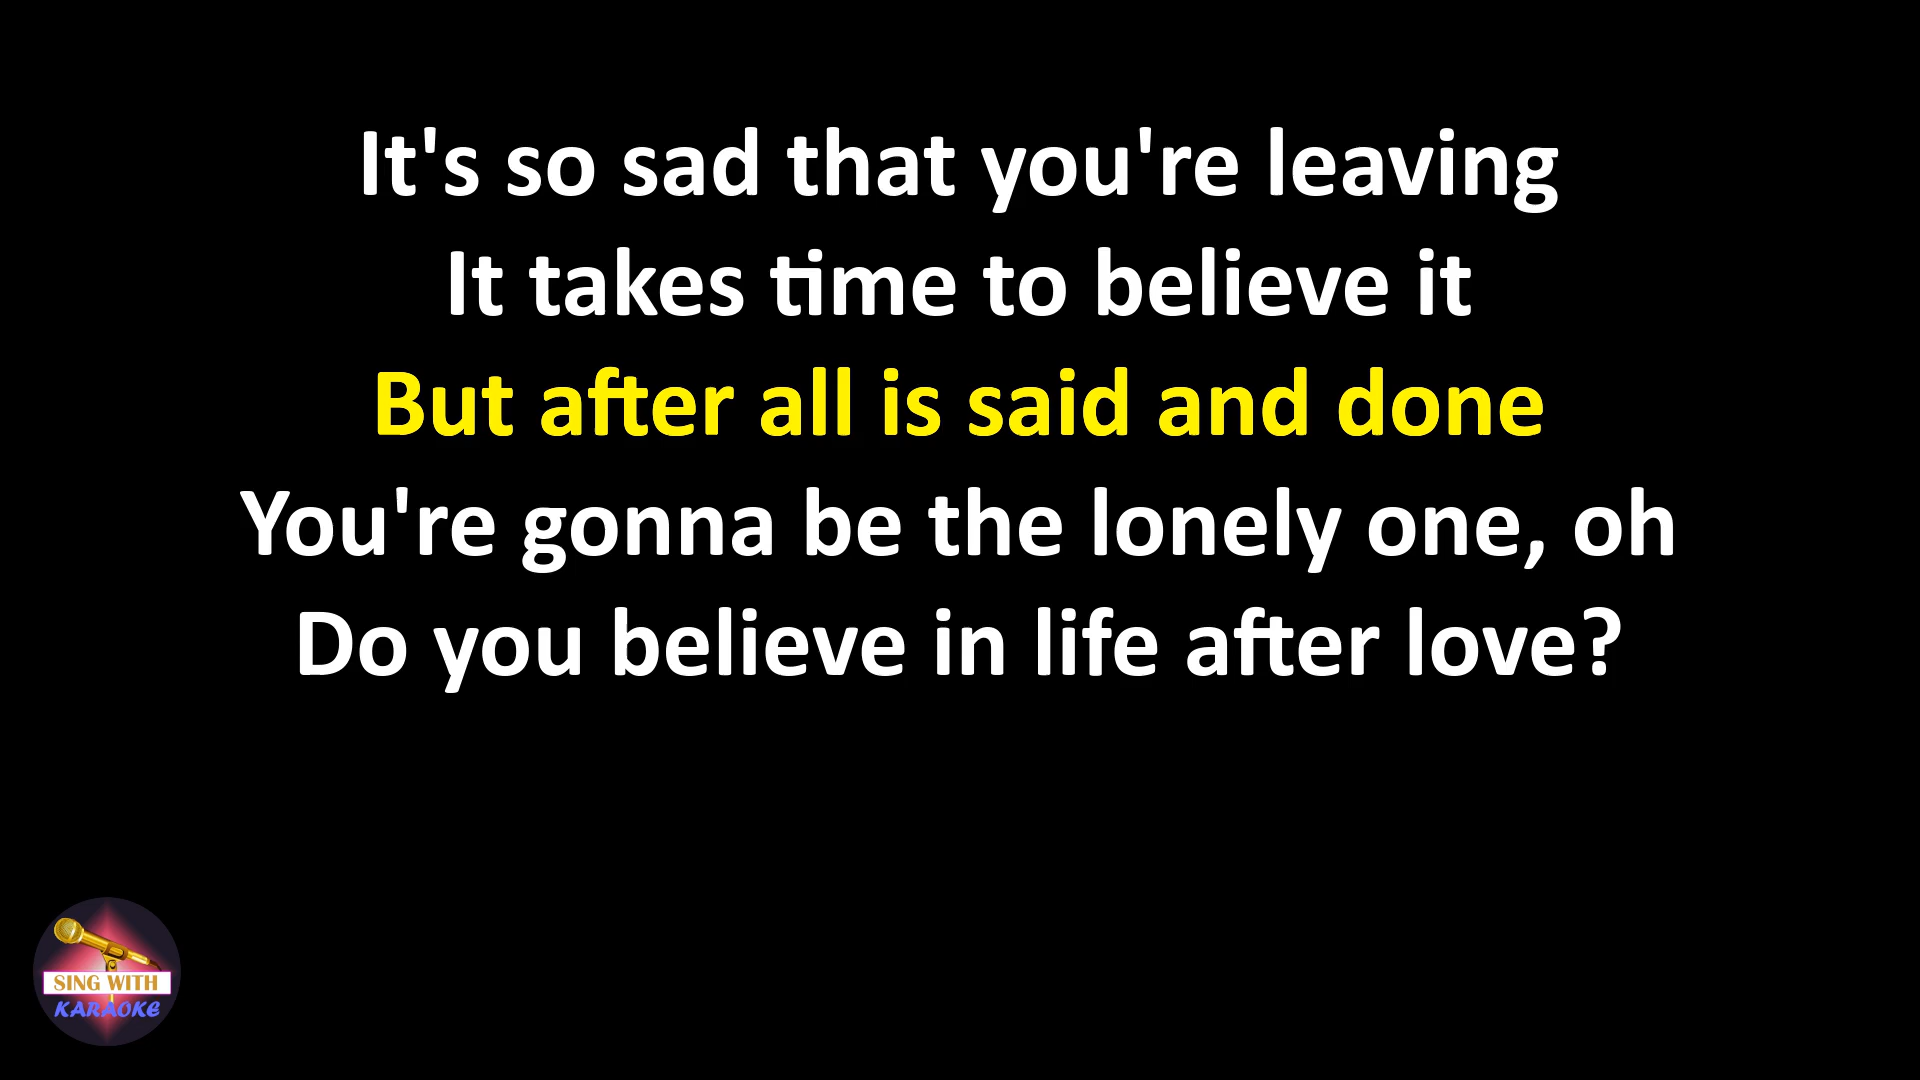 It's so sad that you're leaving
It takes time to believe it
But after all is said and done
You're gonna be the lonely one, oh
Do you believe in life after love?
SING WITH
KARAOKE